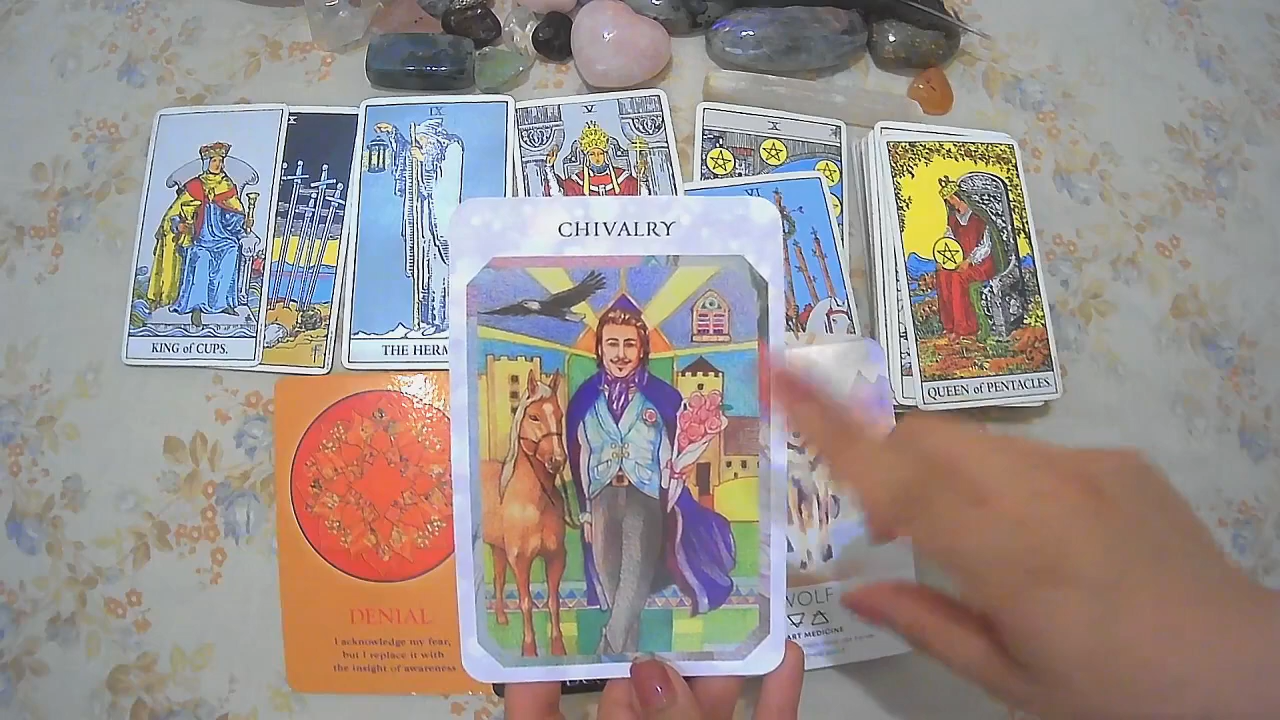 IX
V
X
VI
KING of CUPS.
THE HERM
QUEEN of PENTACLES.
CHIVALRY
DENIAL
I acknowledge my fear,
but I replace it with
the insight of awareness
WOLF
ART MEDICINE